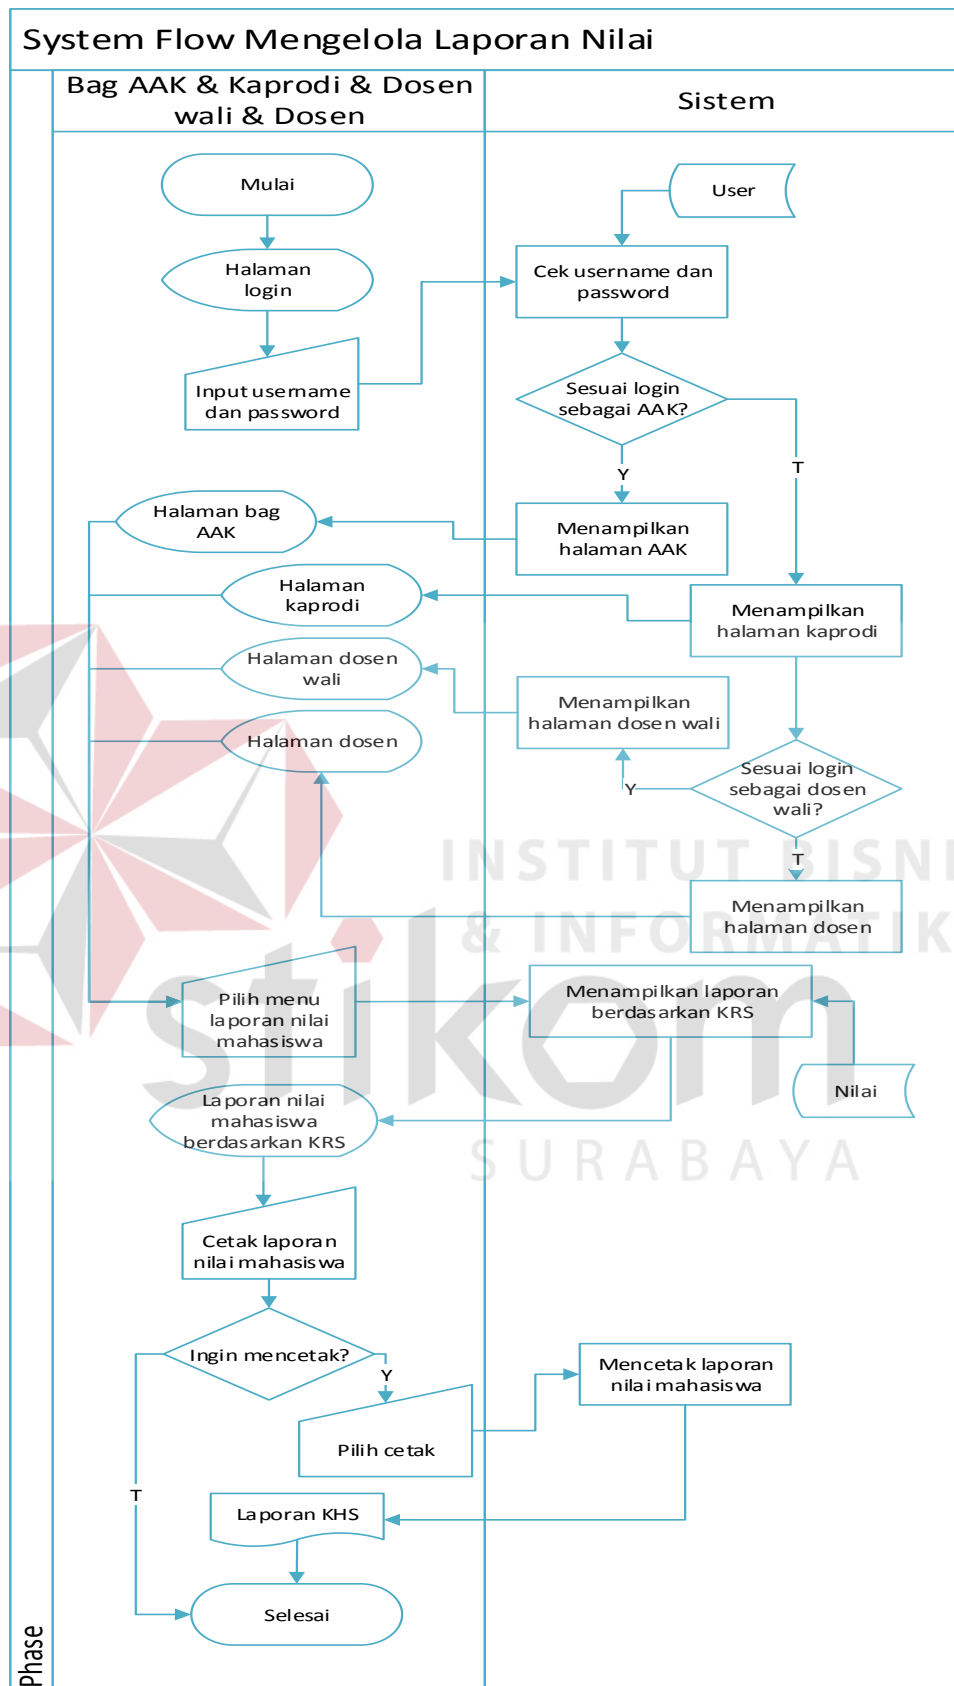 System Flow Mengelola Laporan Nilai
Bag AAK & Kaprodi & Dosen
wali & Dosen
Sistem
Mulai
User
Halaman
login
Cek username dan
password
Input username
dan password
Sesuai login
sebagai AAK?
Y
T
Halaman bag
AAK
Menampilkan
halaman AAK
Halaman
kaprodi
Menampilkan
halaman kaprodi
Halaman dosen
wali
Menampilkan
halaman dosen wali
Halaman dosen
Sesuai login
sebagai dosen
wali?
Y
T
Menampilkan
halaman dosen
INSTITUT BISNI
& INFORMATIK
stikom
SURABAYA
Pilih menu
laporan nilai
mahasiswa
Menampilkan laporan
berdasarkan KRS
Nilai
Laporan nilai
mahasiswa
berdasarkan KRS
Cetak laporan
nilai mahasiswa
Ingin mencetak?
Y
Mencetak laporan
nilai mahasiswa
Pilih cetak
T
Laporan KHS
Selesai
Phase